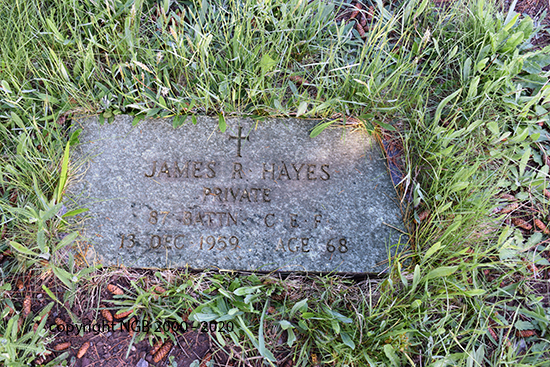 JAMES R HAYES
PRIVATE
87 BATTN C E F
13 DEC 1959 AGE 68
copyright NGB 2000 - 2020